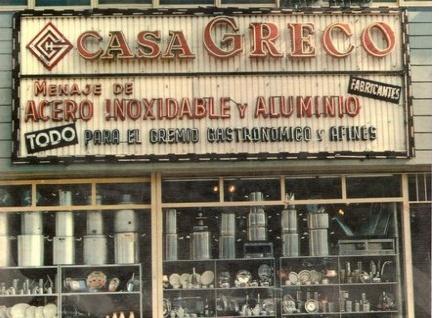 CASA GRECO
MENAJE DE
FABRICANTES
ACERO INOXIDABLE Y ALUMINIO
TODO PARA EL GREMIO GASTRONOMICO Y AFINES